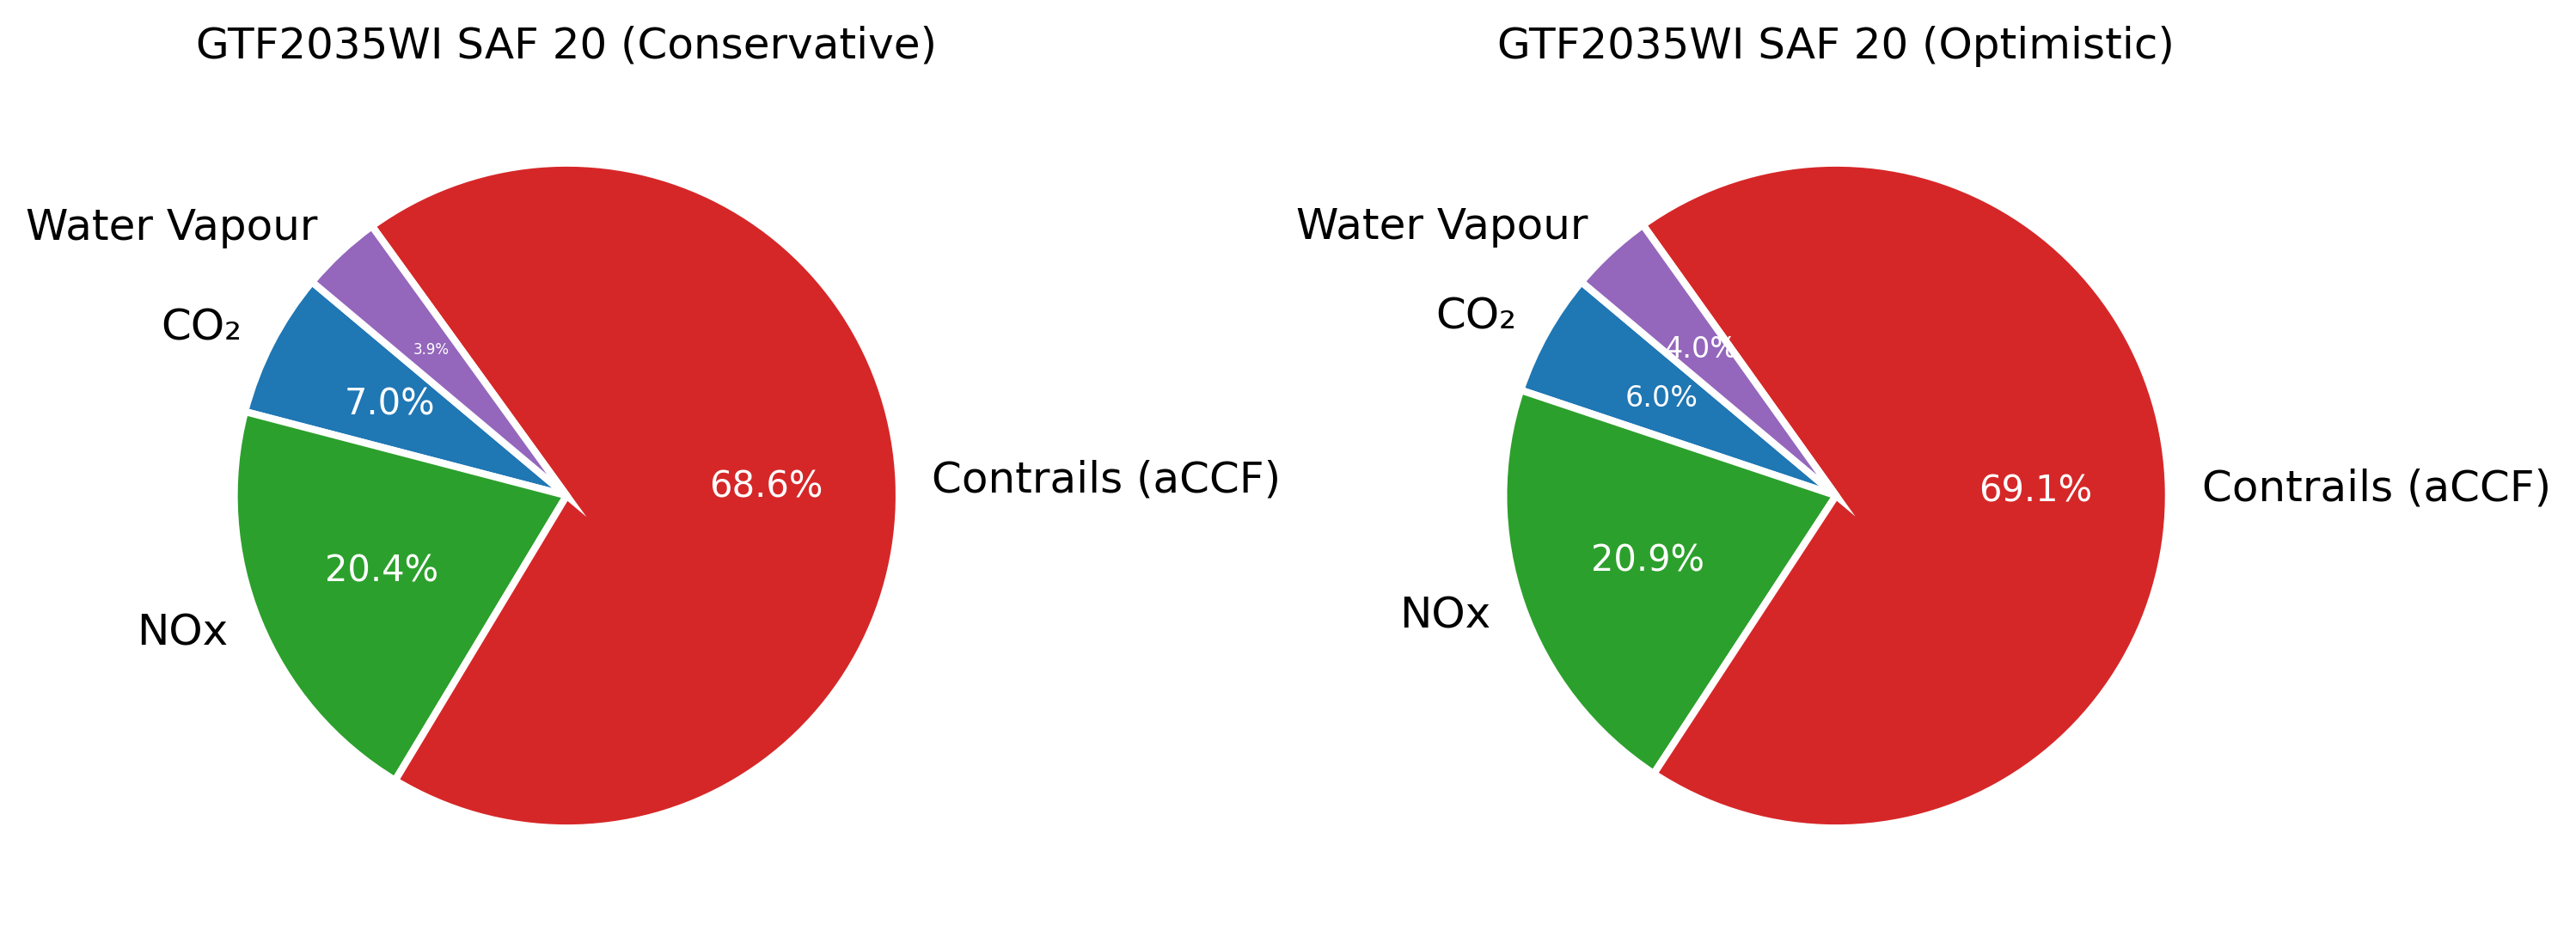 GTF2035WI SAF 20 (Conservative)
Water Vapour
CO₂
NOx
Contrails (aCCF)
3.9%
7.0%
20.4%
68.6%
GTF2035WI SAF 20 (Optimistic)
Water Vapour
CO₂
NOx
Contrails (aCCF)
4.0%
6.0%
20.9%
69.1%